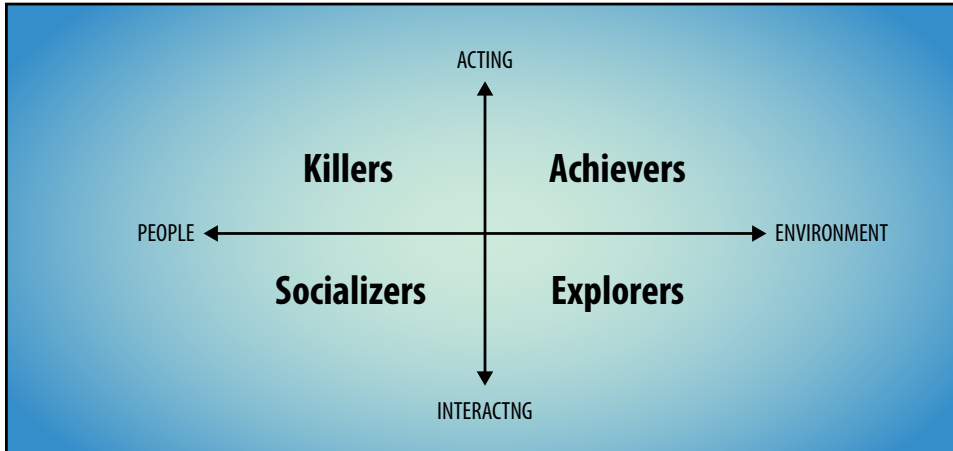 ACTING
Killers Achievers
PEOPLE ENVIRONMENT
Socializers Explorers
INTERACTNG